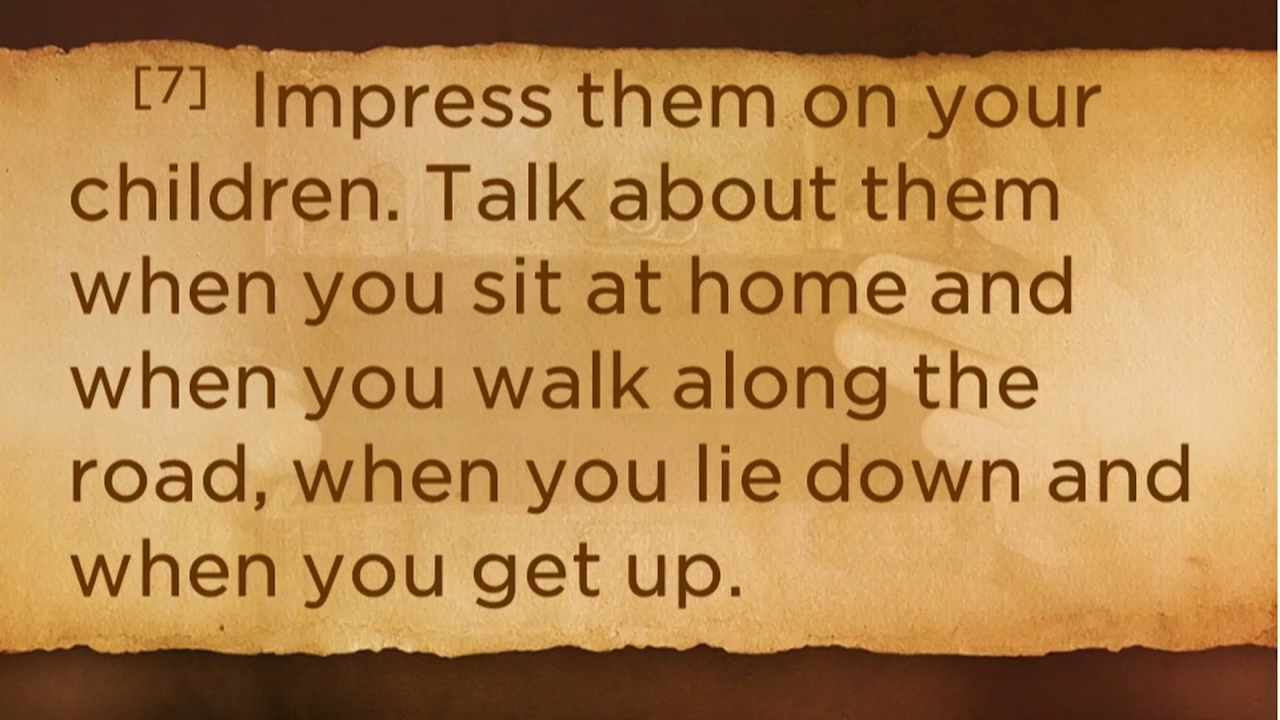 [7] Impress them on your
children. Talk about them
when you sit at home and
when you walk along the
road, when you lie down and
when you get up.